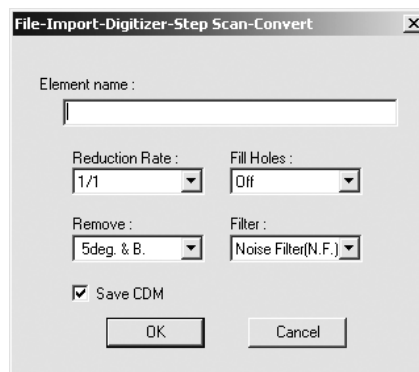 File-Import-Digitizer-Step Scan-Convert
Element name :
Reduction Rate : Fill Holes :
1/1 Off
Remove : Filter :
5deg. & B. Noise Filter(N.F.)
Save CDM
OK Cancel